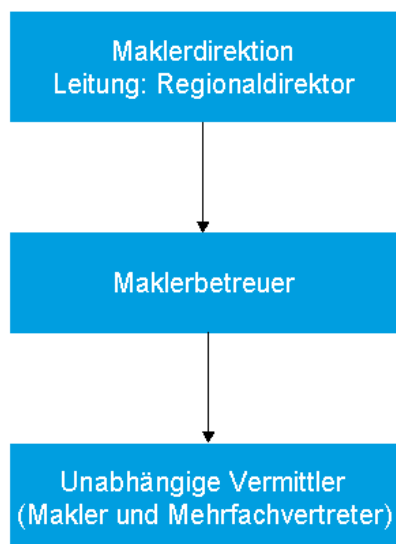 Maklerdirektion
Leitung: Regionaldirektor
Maklerbetreuer
Unabhängige Vermittler
(Makler und Mehrfachvertreter)